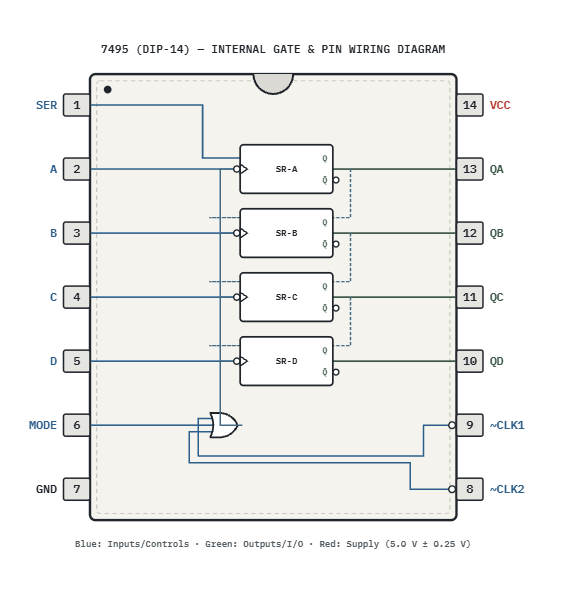 7495 (DIP-14) — INTERNAL GATE & PIN WIRING DIAGRAM
SER 1
14 VCC
A 2
SR-A
Q
Q̄
13 QA
B 3
SR-B
Q
Q̄
12 QB
C 4
SR-C
Q
Q̄
11 QC
D 5
SR-D
Q
Q̄
10 QD
MODE 6
9 ~CLK1
GND 7
8 ~CLK2
Blue: Inputs/Controls · Green: Outputs/I/O · Red: Supply (5.0 V ± 0.25 V)